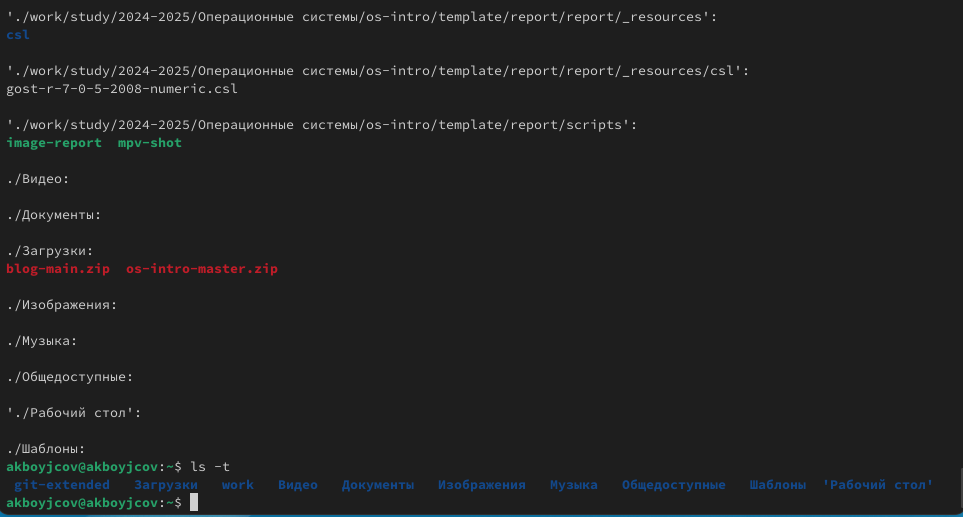 './work/study/2024-2025/Операционные системы/os-intro/template/report/report/_resources':
csl
'./work/study/2024-2025/Операционные системы/os-intro/template/report/report/_resources/csl':
gost-r-7-0-5-2008-numeric.csl
'./work/study/2024-2025/Операционные системы/os-intro/template/report/scripts':
image-report  mpv-shot
./Видео:
./Документы:
./Загрузки:
blog-main.zip  os-intro-master.zip
./Изображения:
./Музыка:
./Общедоступные:
'./Рабочий стол':
./Шаблоны:
akboyjcov@akboyjcov:~$ ls -t
git-extended   Загрузки   work   Видео   Документы   Изображения   Музыка   Общедоступные   Шаблоны  'Рабочий стол'
akboyjcov@akboyjcov:~$